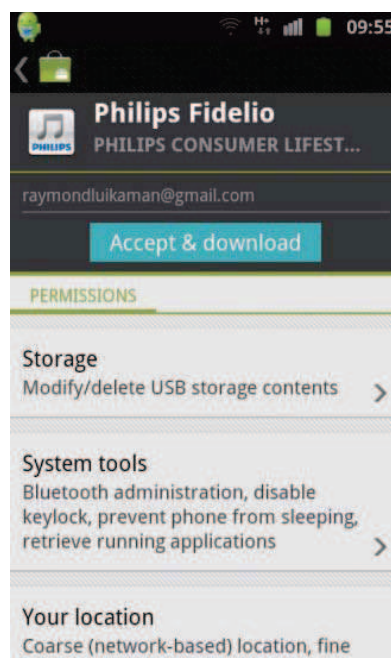 H+
09:55
Philips Fidelio
PHILIPS
PHILIPS CONSUMER LIFEST...
raymondluikaman@gmail.com
Accept & download
PERMISSIONS
Storage
Modify/delete USB storage contents
System tools
Bluetooth administration, disable
keylock, prevent phone from sleeping,
retrieve running applications
Your location
Coarse (network-based) location, fine